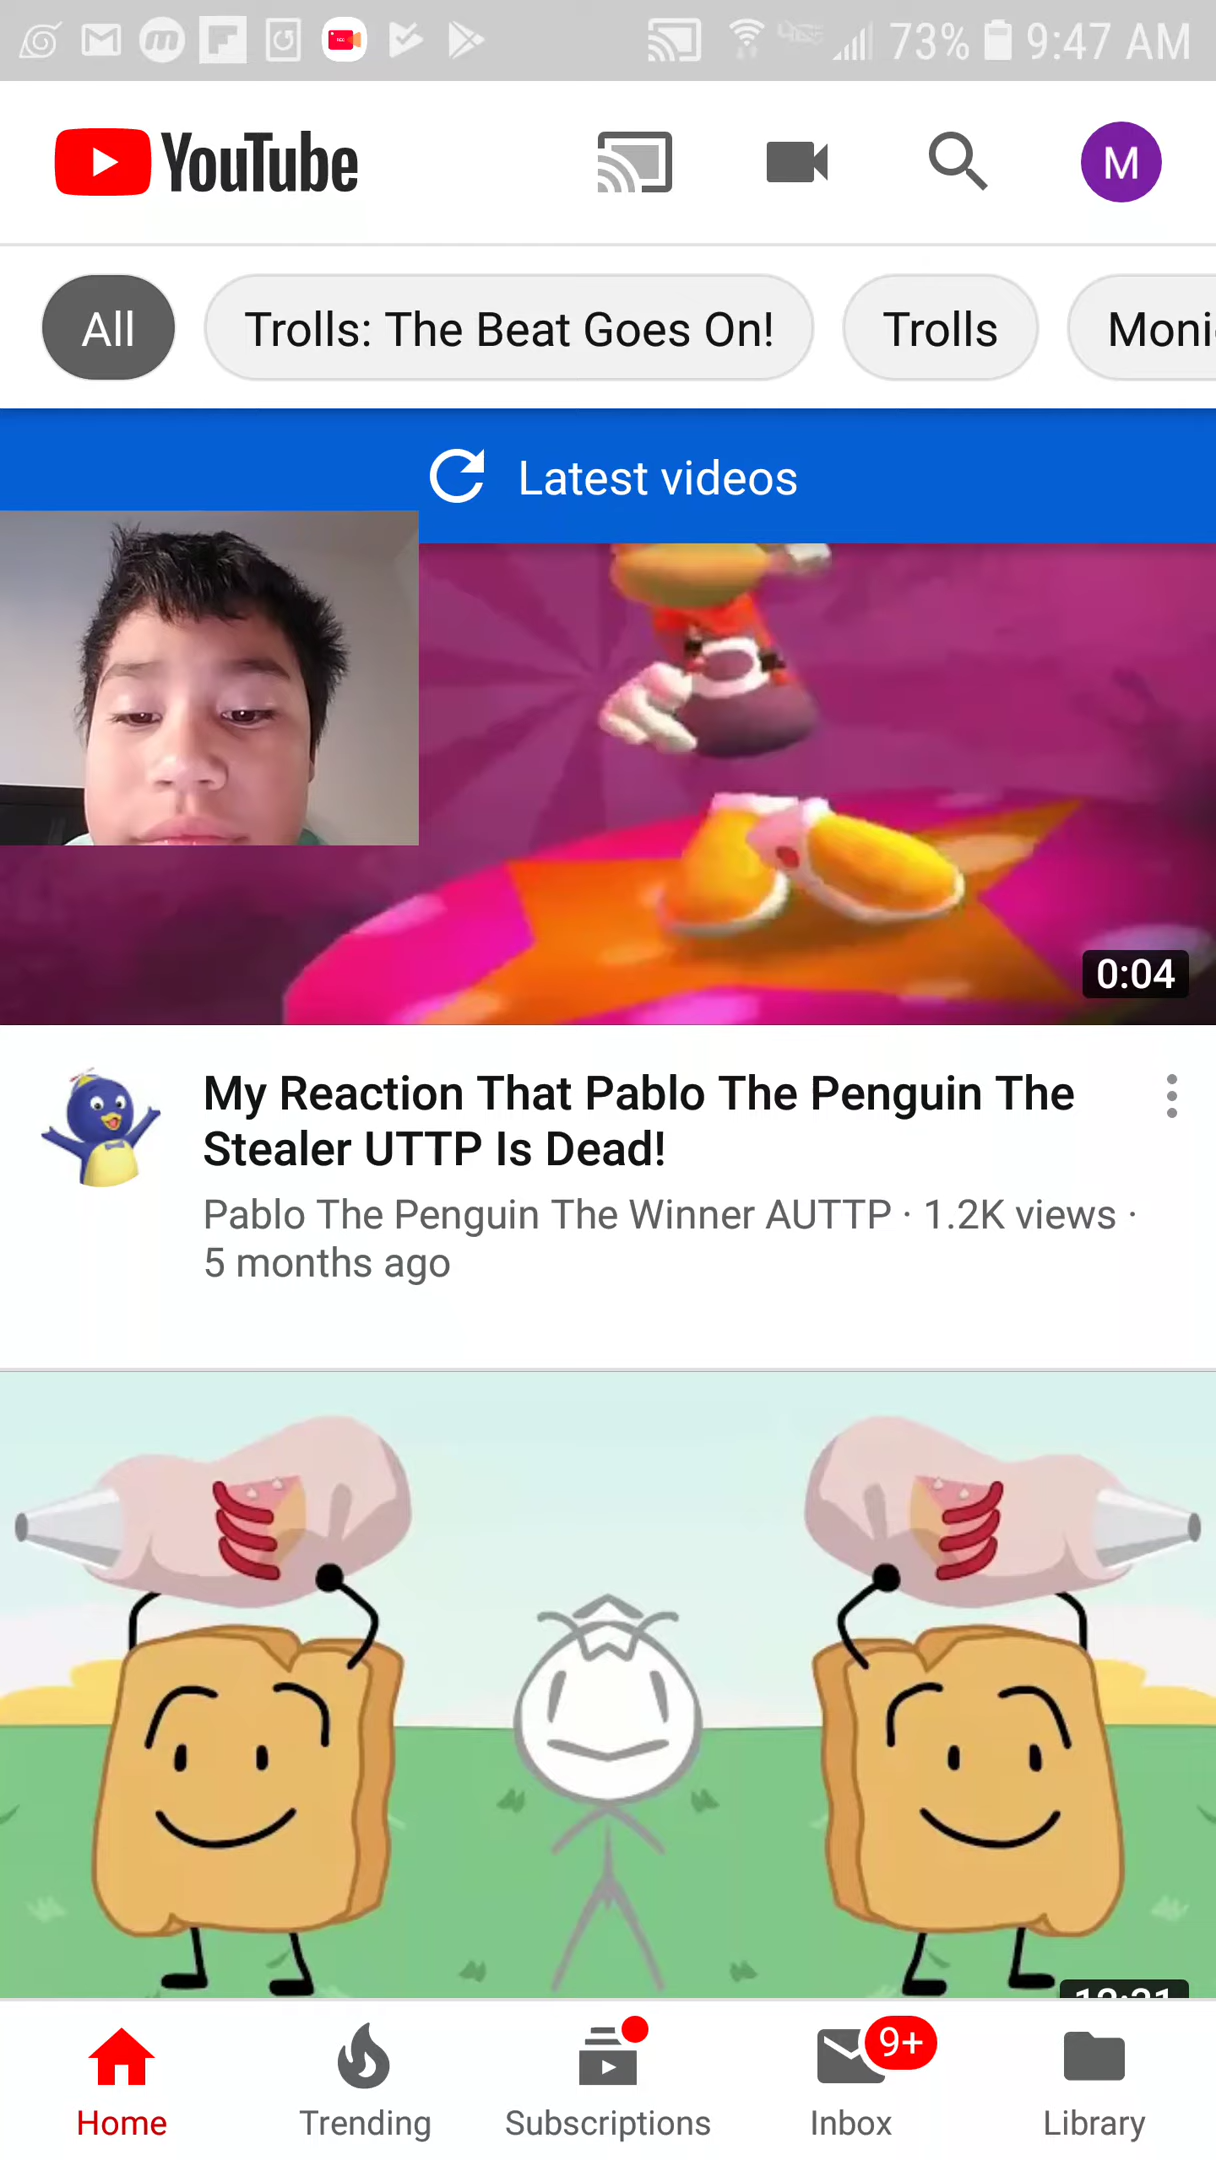 73% 9:47 AM
YouTube
M
All Trolls: The Beat Goes On! Trolls Moni
Latest videos
0:04
My Reaction That Pablo The Penguin The
Stealer UTTP Is Dead!
Pablo The Penguin The Winner AUTTP · 1.2K views ·
5 months ago
9+
Home Trending Subscriptions Inbox Library